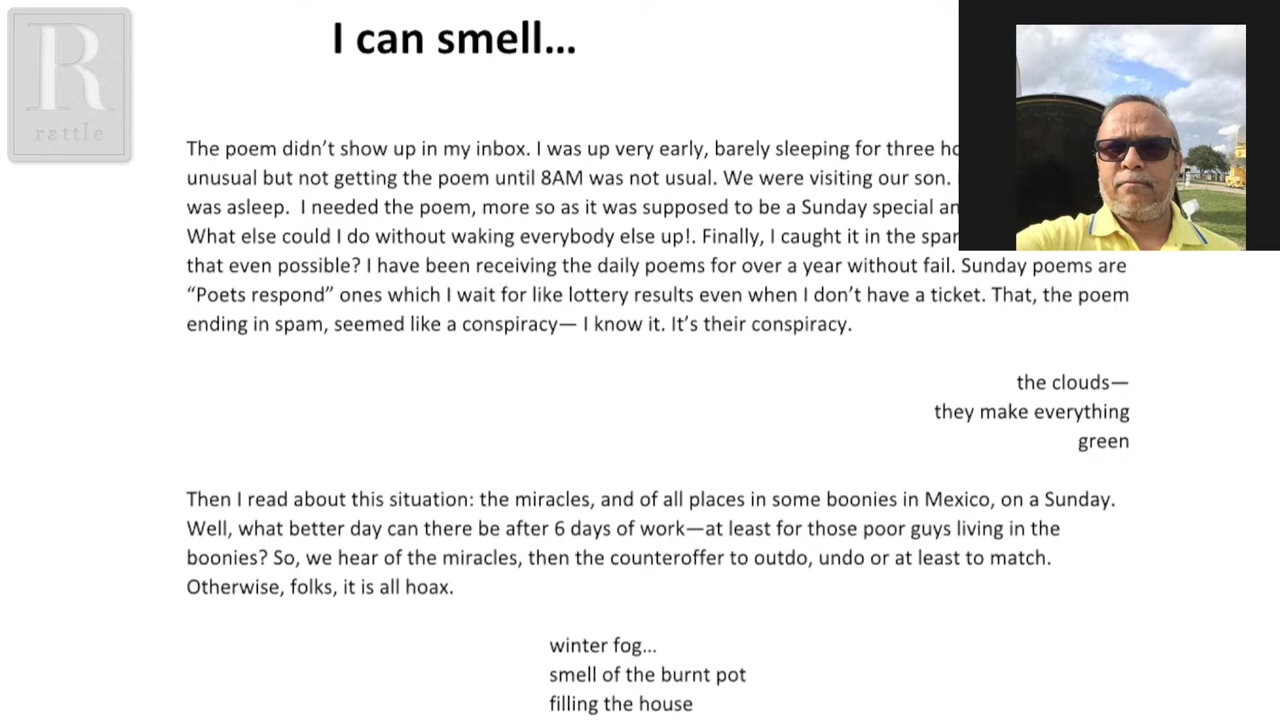 R
rattle
I can smell...
The poem didn’t show up in my inbox. I was up very early, barely sleeping for three
unusual but not getting the poem until 8AM was not usual. We were visiting our son.
was asleep.  I needed the poem, more so as it was supposed to be a Sunday special
What else could I do without waking everybody else up!. Finally, I caught it in the
that even possible? I have been receiving the daily poems for over a year without fail. Sunday poems are
“Poets respond” ones which I wait for like lottery results even when I don’t have a ticket. That, the poem
ending in spam, seemed like a conspiracy— I know it. It’s their conspiracy.
the clouds—
they make everything
green
Then I read about this situation: the miracles, and of all places in some boonies in Mexico, on a Sunday.
Well, what better day can there be after 6 days of work—at least for those poor guys living in the
boonies? So, we hear of the miracles, then the counteroffer to outdo, undo or at least to match.
Otherwise, folks, it is all hoax.
winter fog...
smell of the burnt pot
filling the house